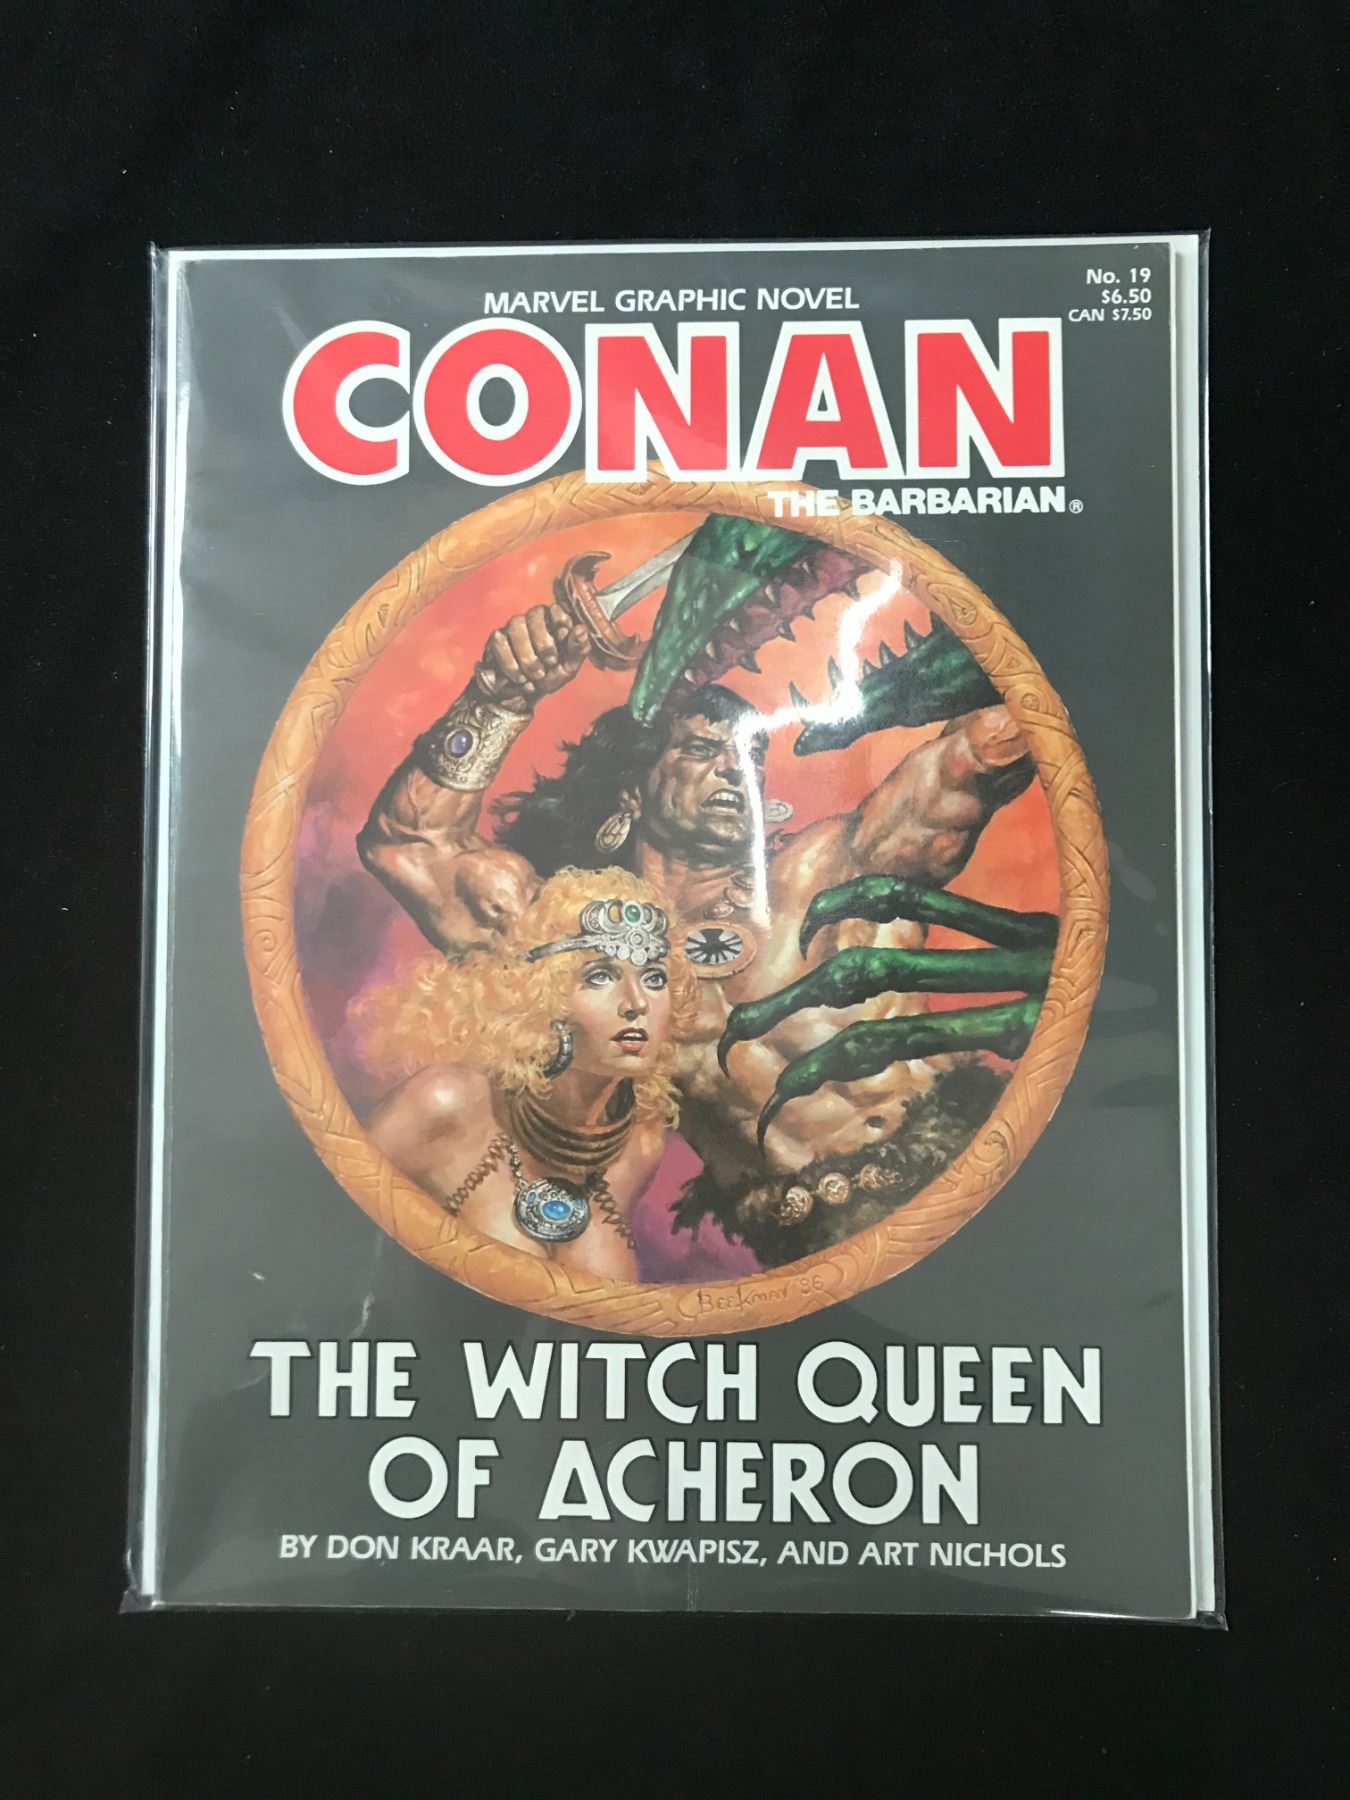 No. 19
$6.50
CAN $7.50
MARVEL GRAPHIC NOVEL
CONAN
THE BARBARIAN®
BEEKMAN '86
THE WITCH QUEEN
OF ACHERON
BY DON KRAAR, GARY KWAPISZ, AND ART NICHOLS